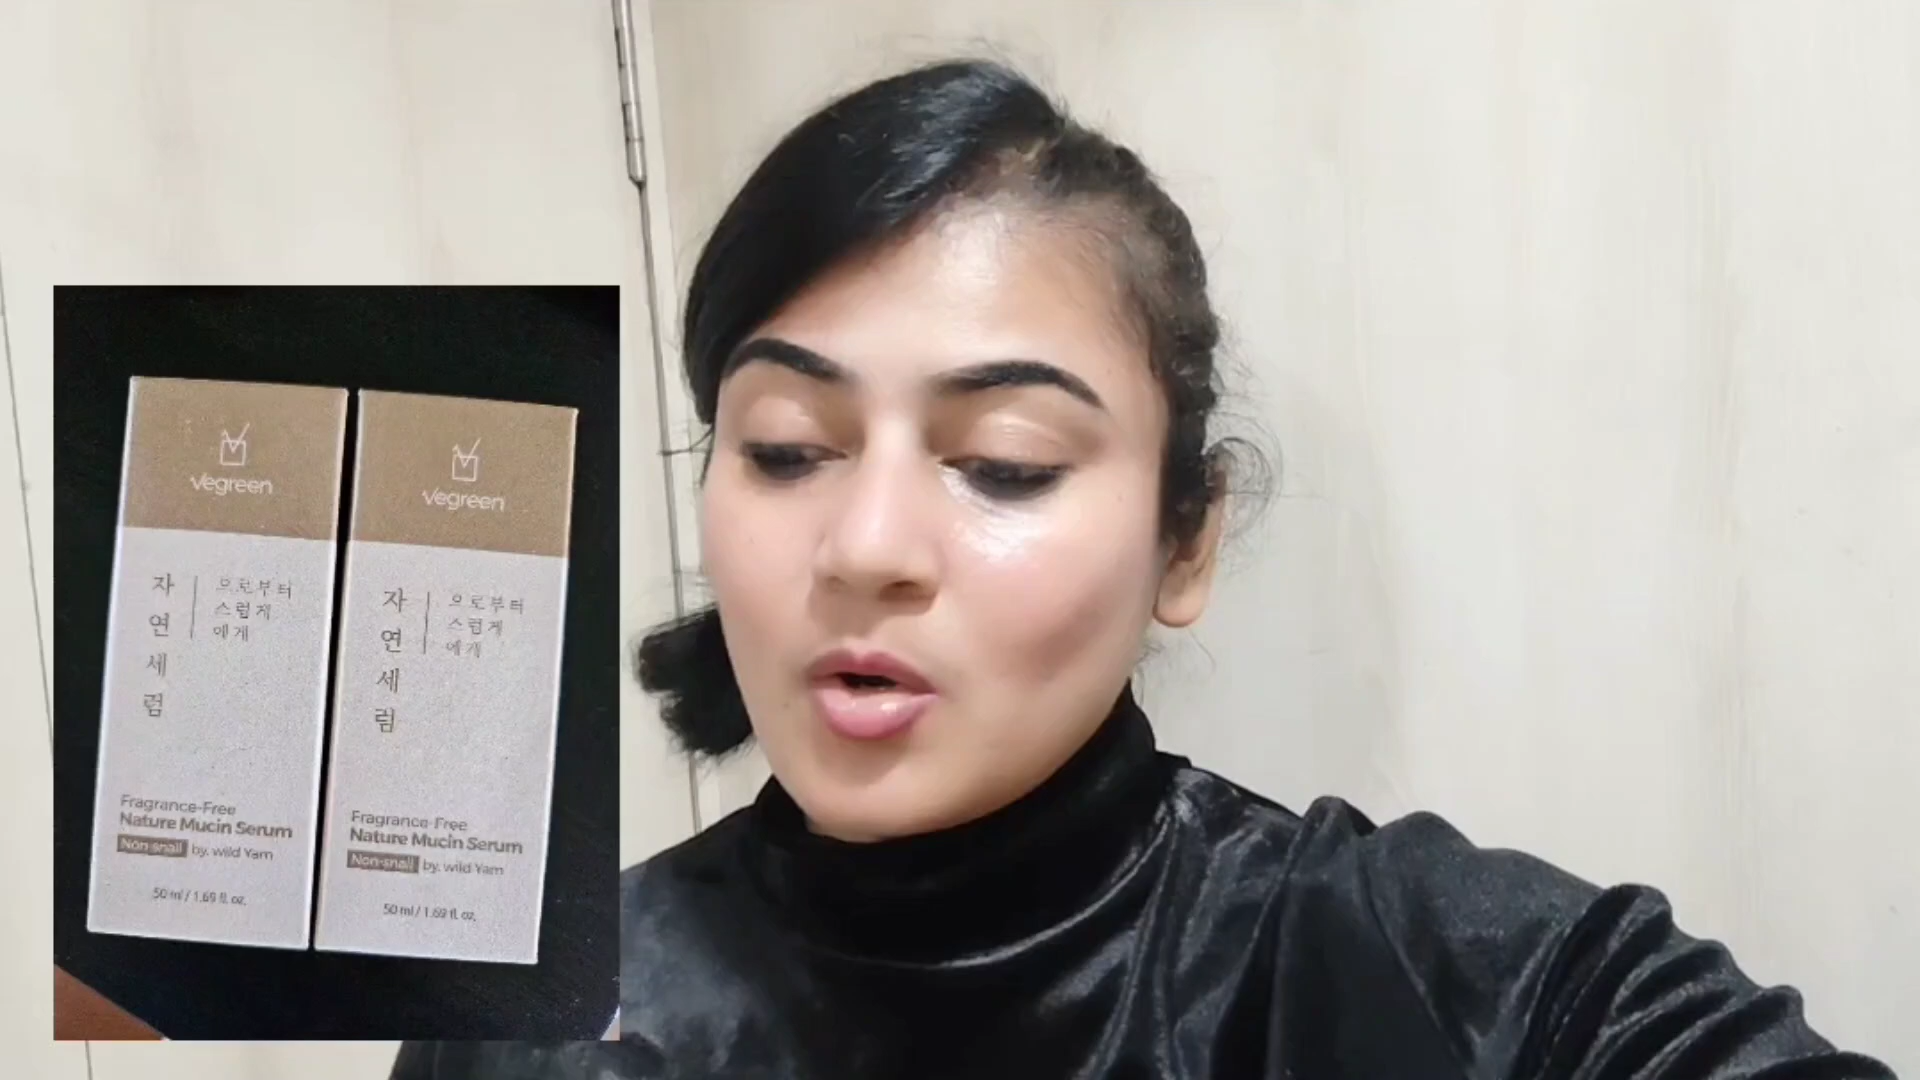 Vegreen
자연세럼
으로부터
스럽게
에게
Fragrance-Free
Nature Mucin Serum
Non-snail by. wild Yam
50 ml / 1.69 fl. oz.
Vegreen
자연세럼
으로부터
스럽게
에게
Fragrance-Free
Nature Mucin Serum
Non-snail by. wild Yam
50 ml / 1.69 fl. oz.